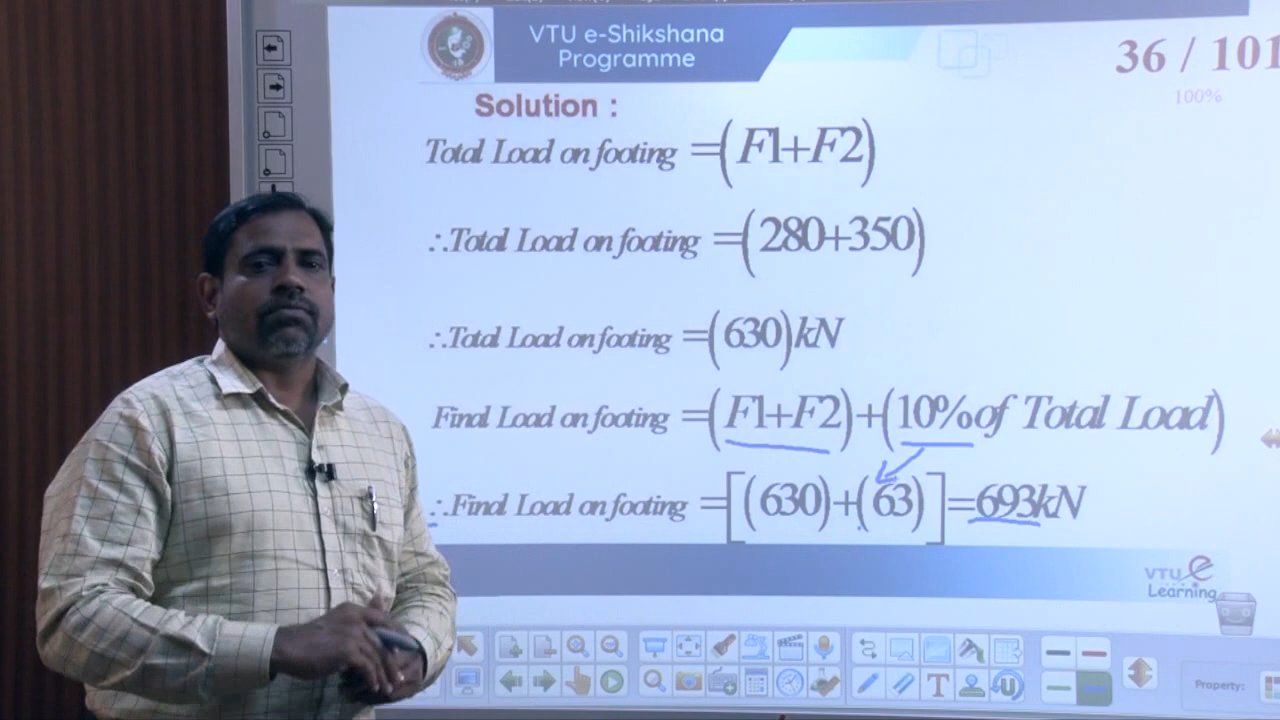 VTU e-Shikshana
Programme
36 / 101
100%
Solution :
Total Load on footing =(F1+F2)
∴Total Load on footing =(280+350)
∴Total Load on footing =(630)kN
Final Load on footing =(F1+F2)+(10%of Total Load)
∴Final Load on footing =[(630)+(63)]=693kN
VTU e
Learning
T
Property: